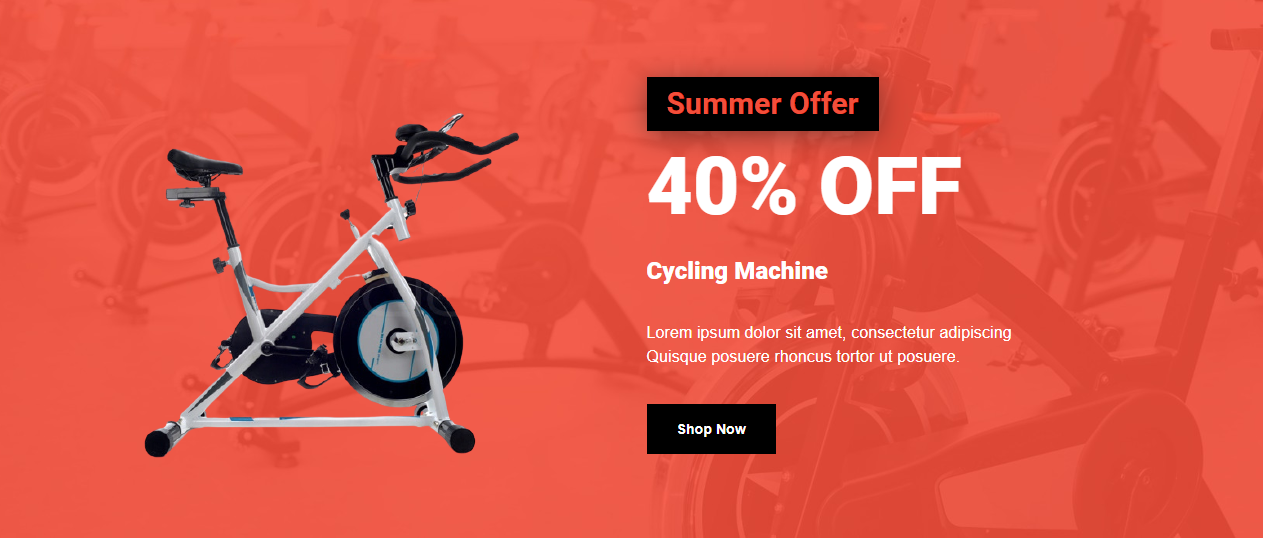 Summer Offer
40% OFF
Cycling Machine
Lorem ipsum dolor sit amet, consectetur adipiscing
Quisque posuere rhoncus tortor ut posuere.
Shop Now